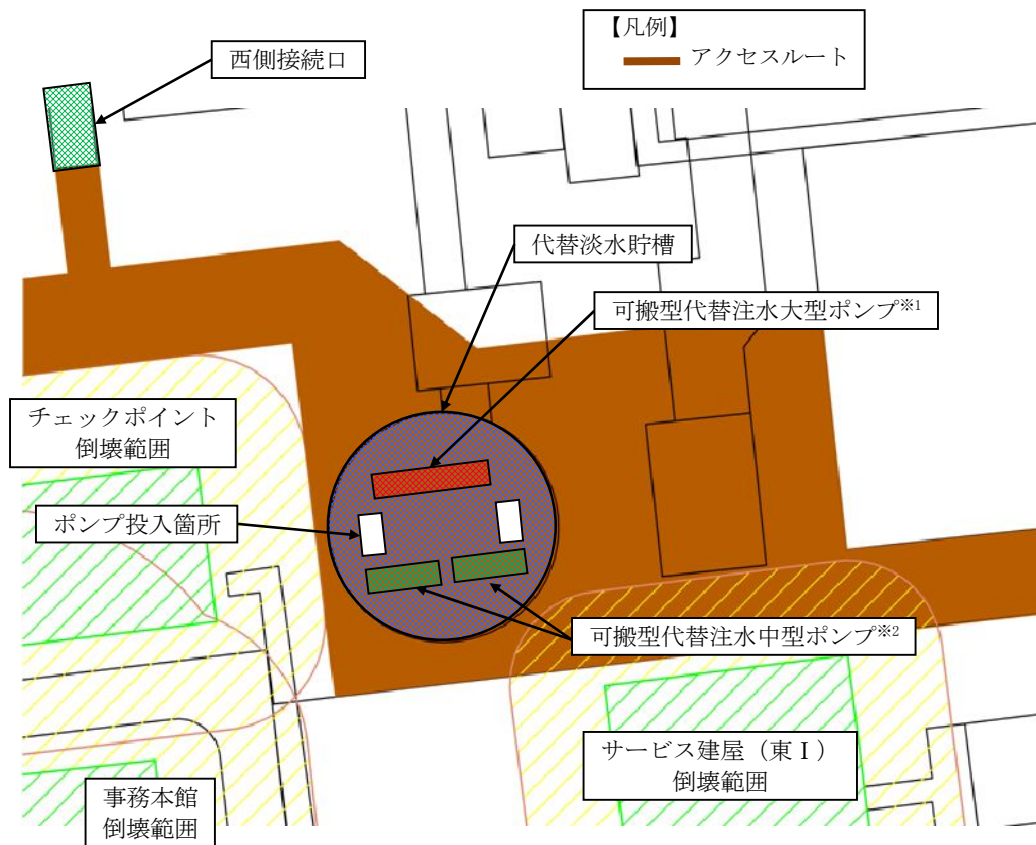 【凡例】
アクセスルート
西側接続口
代替淡水貯槽
可搬型代替注水大型ポンプ※1
チェックポイント
倒壊範囲
ポンプ投入箇所
可搬型代替注水中型ポンプ※2
サービス建屋（東Ⅰ）
倒壊範囲
事務本館
倒壊範囲